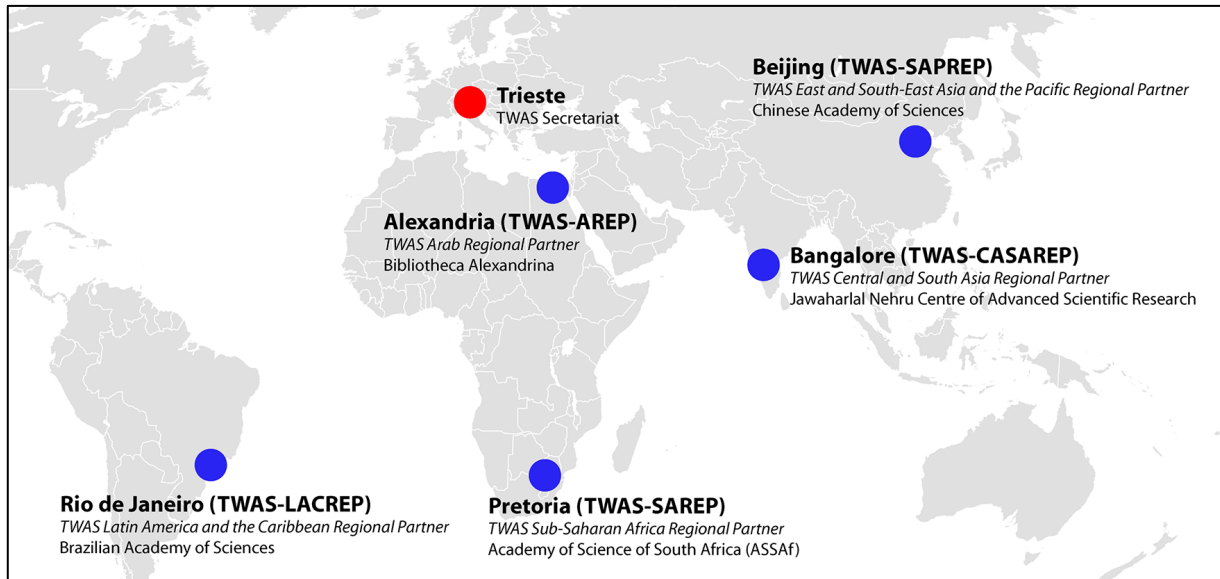 Beijing (TWAS-SAPREP)
TWAS East and South-East Asia and the Pacific Regional Partner
Chinese Academy of Sciences
Trieste
TWAS Secretariat
Alexandria (TWAS-AREP)
TWAS Arab Regional Partner
Bibliotheca Alexandrina
Bangalore (TWAS-CASAREP)
TWAS Central and South Asia Regional Partner
Jawaharlal Nehru Centre of Advanced Scientific Research
Rio de Janeiro (TWAS-LACREP)
TWAS Latin America and the Caribbean Regional Partner
Brazilian Academy of Sciences
Pretoria (TWAS-SAREP)
TWAS Sub-Saharan Africa Regional Partner
Academy of Science of South Africa (ASSAf)